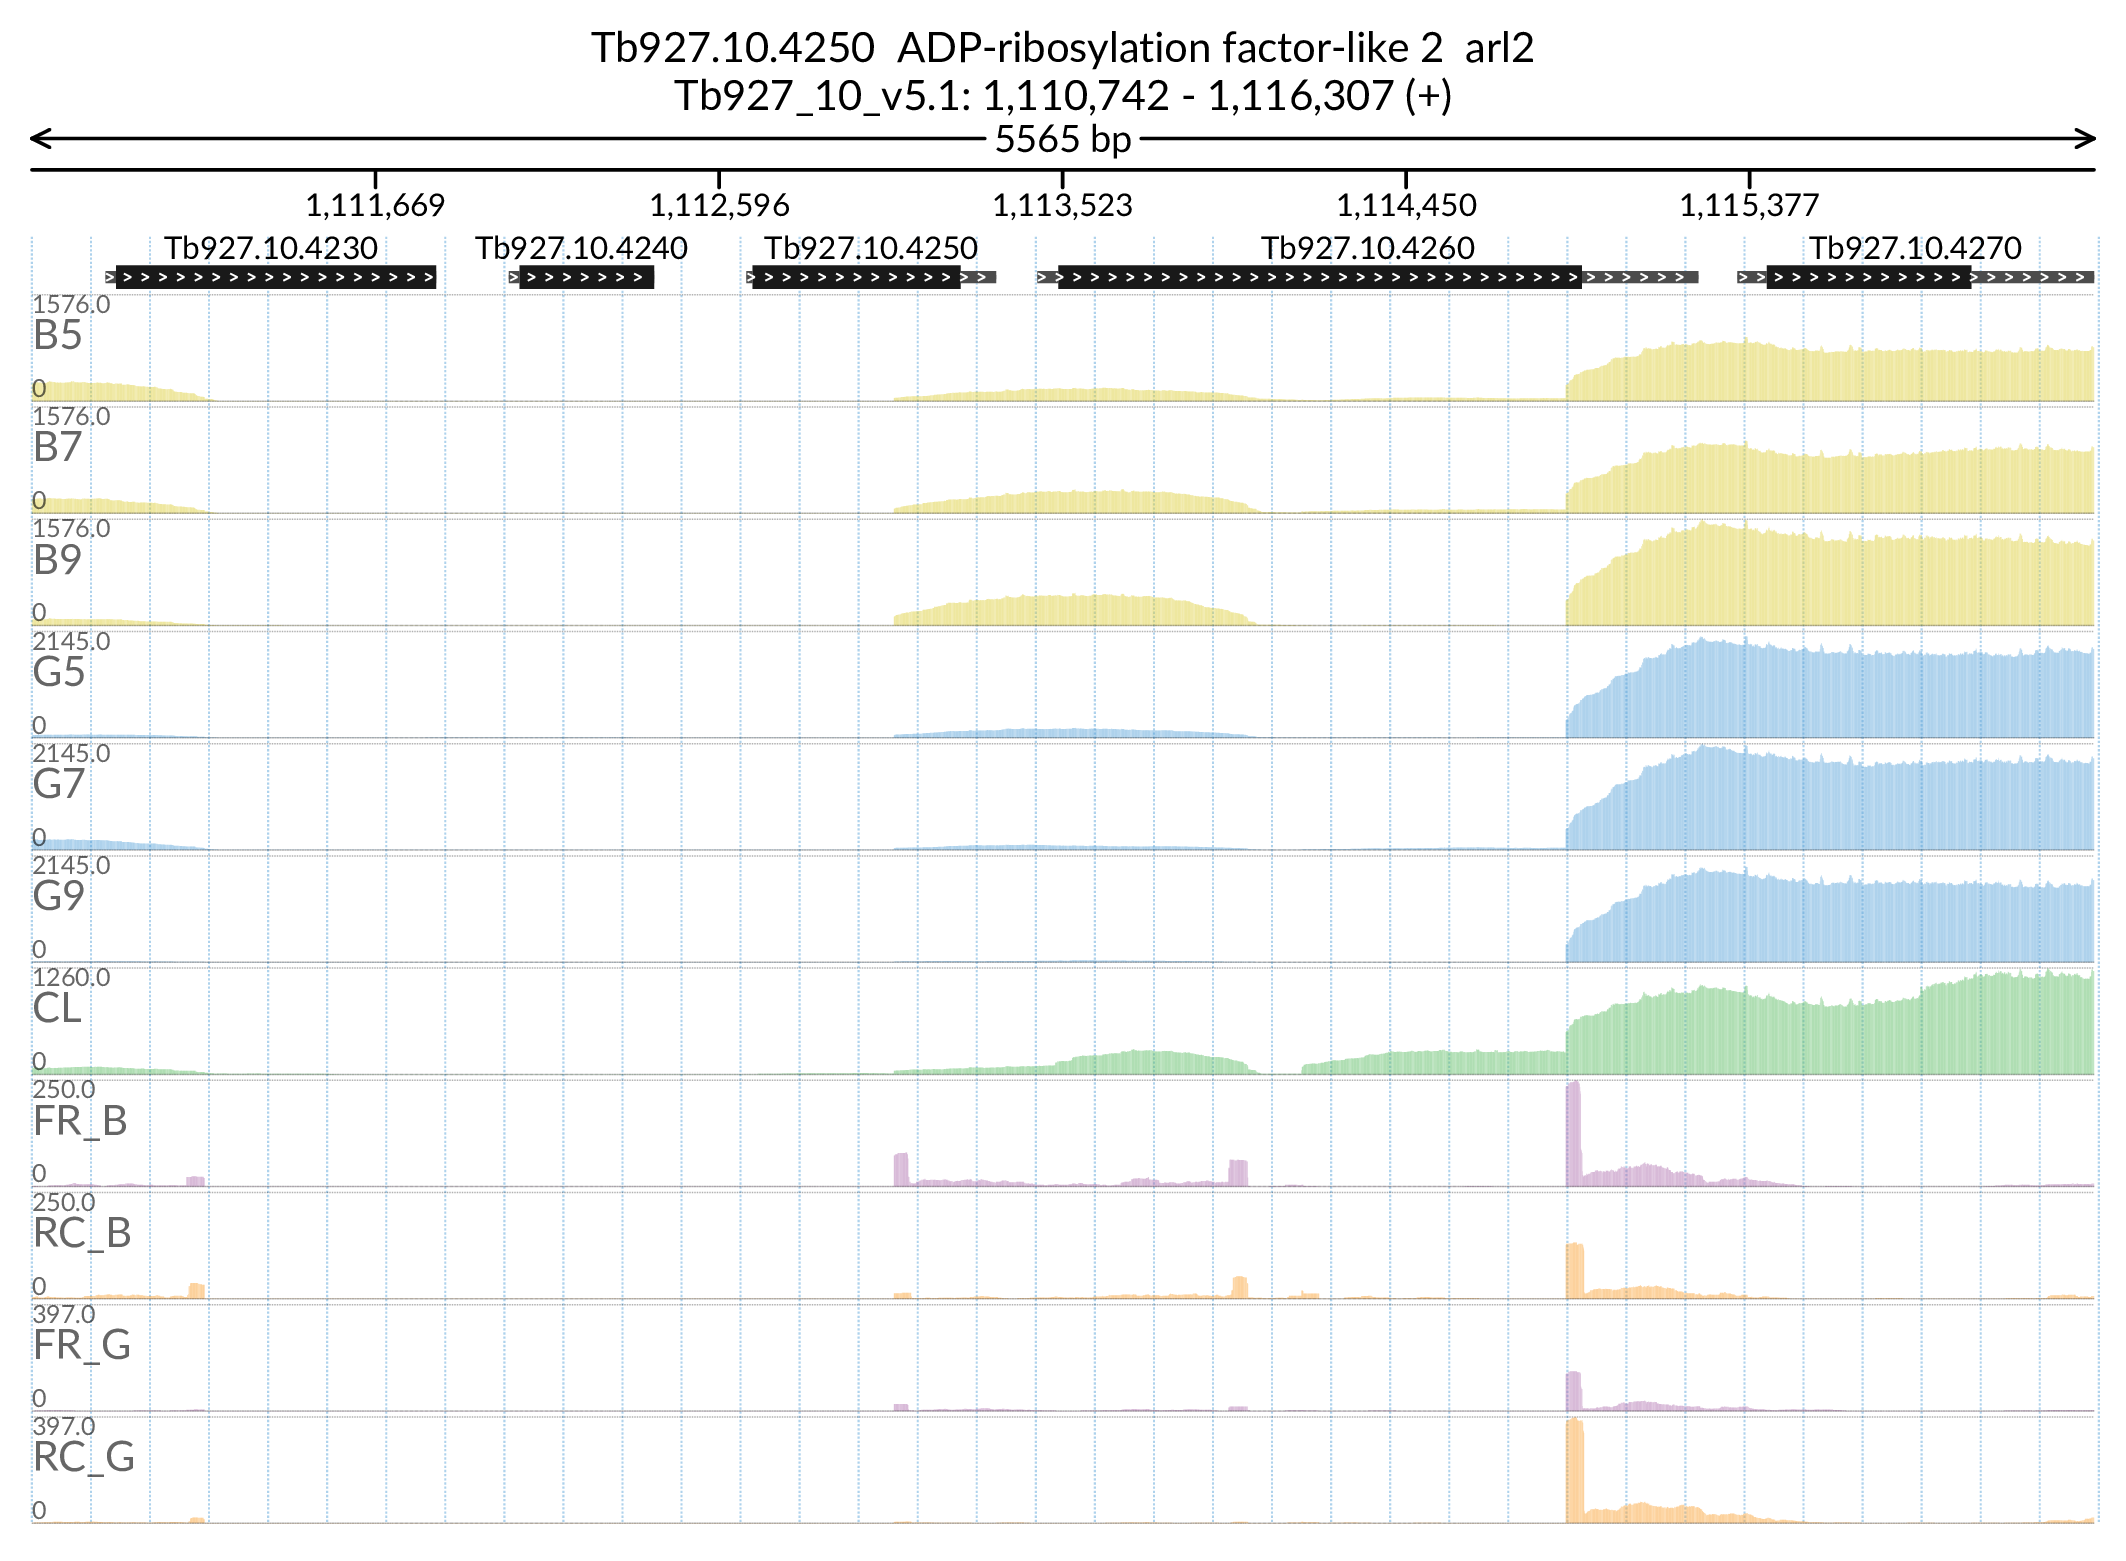 Tb927.10.4250  ADP-ribosylation factor-like 2  arl2
Tb927_10_v5.1: 1,110,742 - 1,116,307 (+)
5565 bp
1,111,669 1,112,596 1,113,523 1,114,450 1,115,377
Tb927.10.4230 Tb927.10.4240 Tb927.10.4250 Tb927.10.4260 Tb927.10.4270
1576.0
B5
0
1576.0
B7
0
1576.0
B9
0
2145.0
G5
0
2145.0
G7
0
2145.0
G9
0
1260.0
CL
0
250.0
FR_B
0
250.0
RC_B
0
397.0
FR_G
0
397.0
RC_G
0